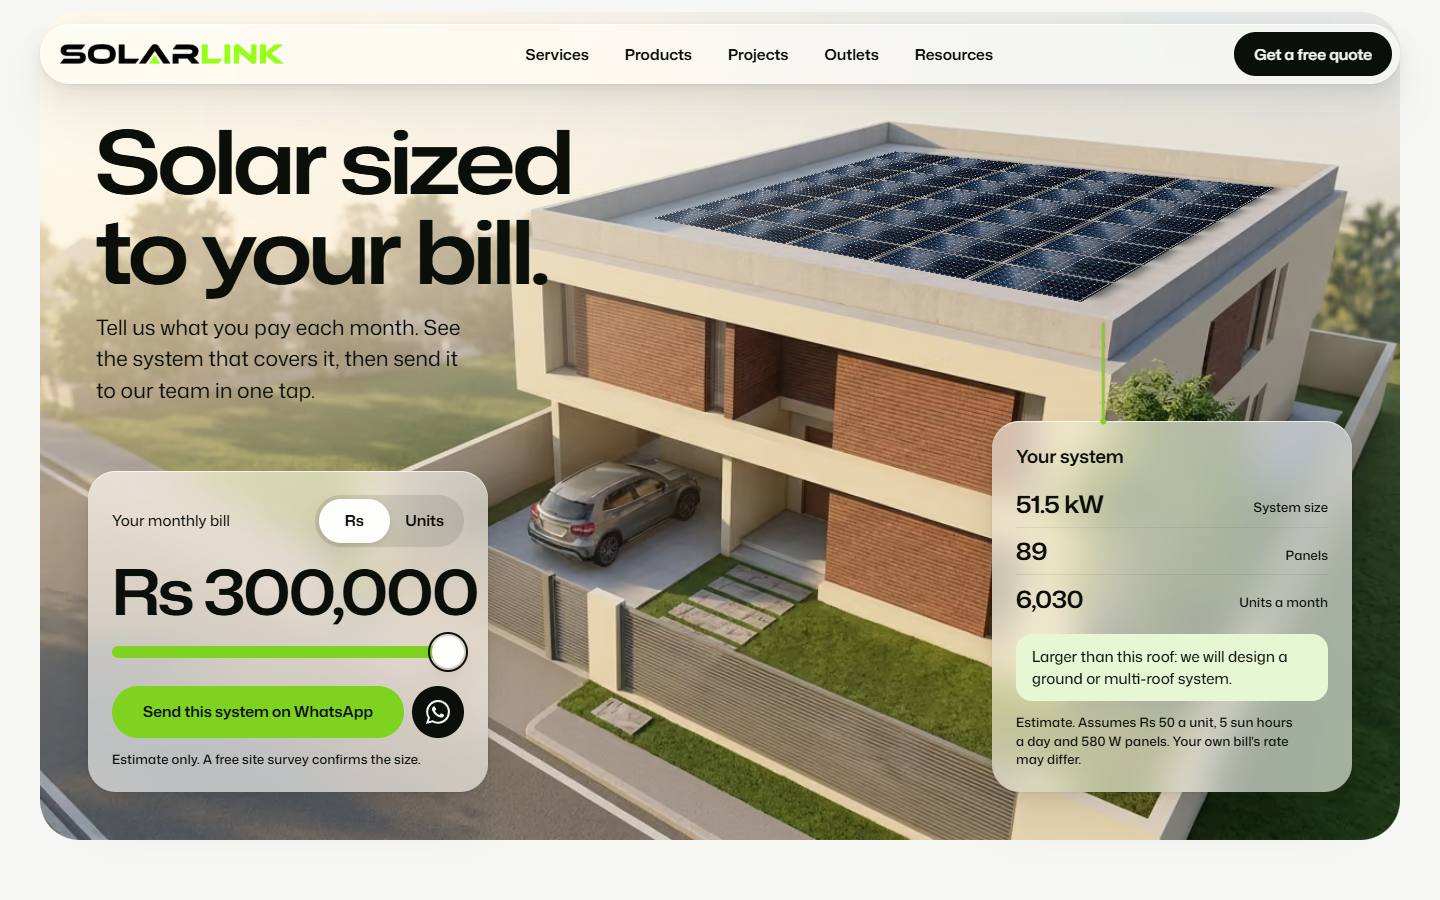 SOLARLINK
Services
Products
Projects
Outlets
Resources
Get a free quote
Solar sized
to your bill.
Tell us what you pay each month. See
the system that covers it, then send it
to our team in one tap.
Your monthly bill
Rs
Units
Rs 300,000
Send this system on WhatsApp
Estimate only. A free site survey confirms the size.
Your system
51.5 kW
System size
89
Panels
6,030
Units a month
Larger than this roof: we will design a
ground or multi-roof system.
Estimate. Assumes Rs 50 a unit, 5 sun hours
a day and 580 W panels. Your own bill's rate
may differ.